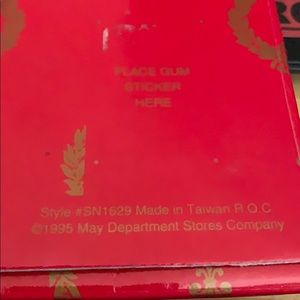 PLACE GUM
STICKER
HERE
Style #SN1629 Made in Taiwan R.O.C
©1995 May Department Stores Company